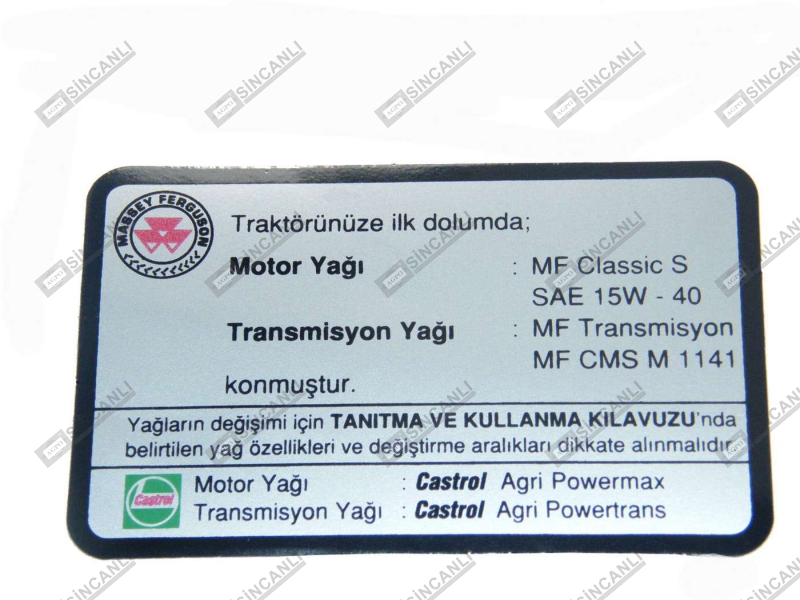 MASSEY FERGUSON
Traktörünüze ilk dolumda;
Motor Yağı : MF Classic S
SAE 15W - 40
Transmisyon Yağı : MF Transmisyon
MF CMS M 1141
konmuştur.
Yağların değişimi için TANITMA VE KULLANMA KILAVUZU'nda
belirtilen yağ özellikleri ve değiştirme aralıkları dikkate alınmalıdır.
Castrol
Motor Yağı : Castrol Agri Powermax
Transmisyon Yağı : Castrol Agri Powertrans
AGRO SİNCANLI